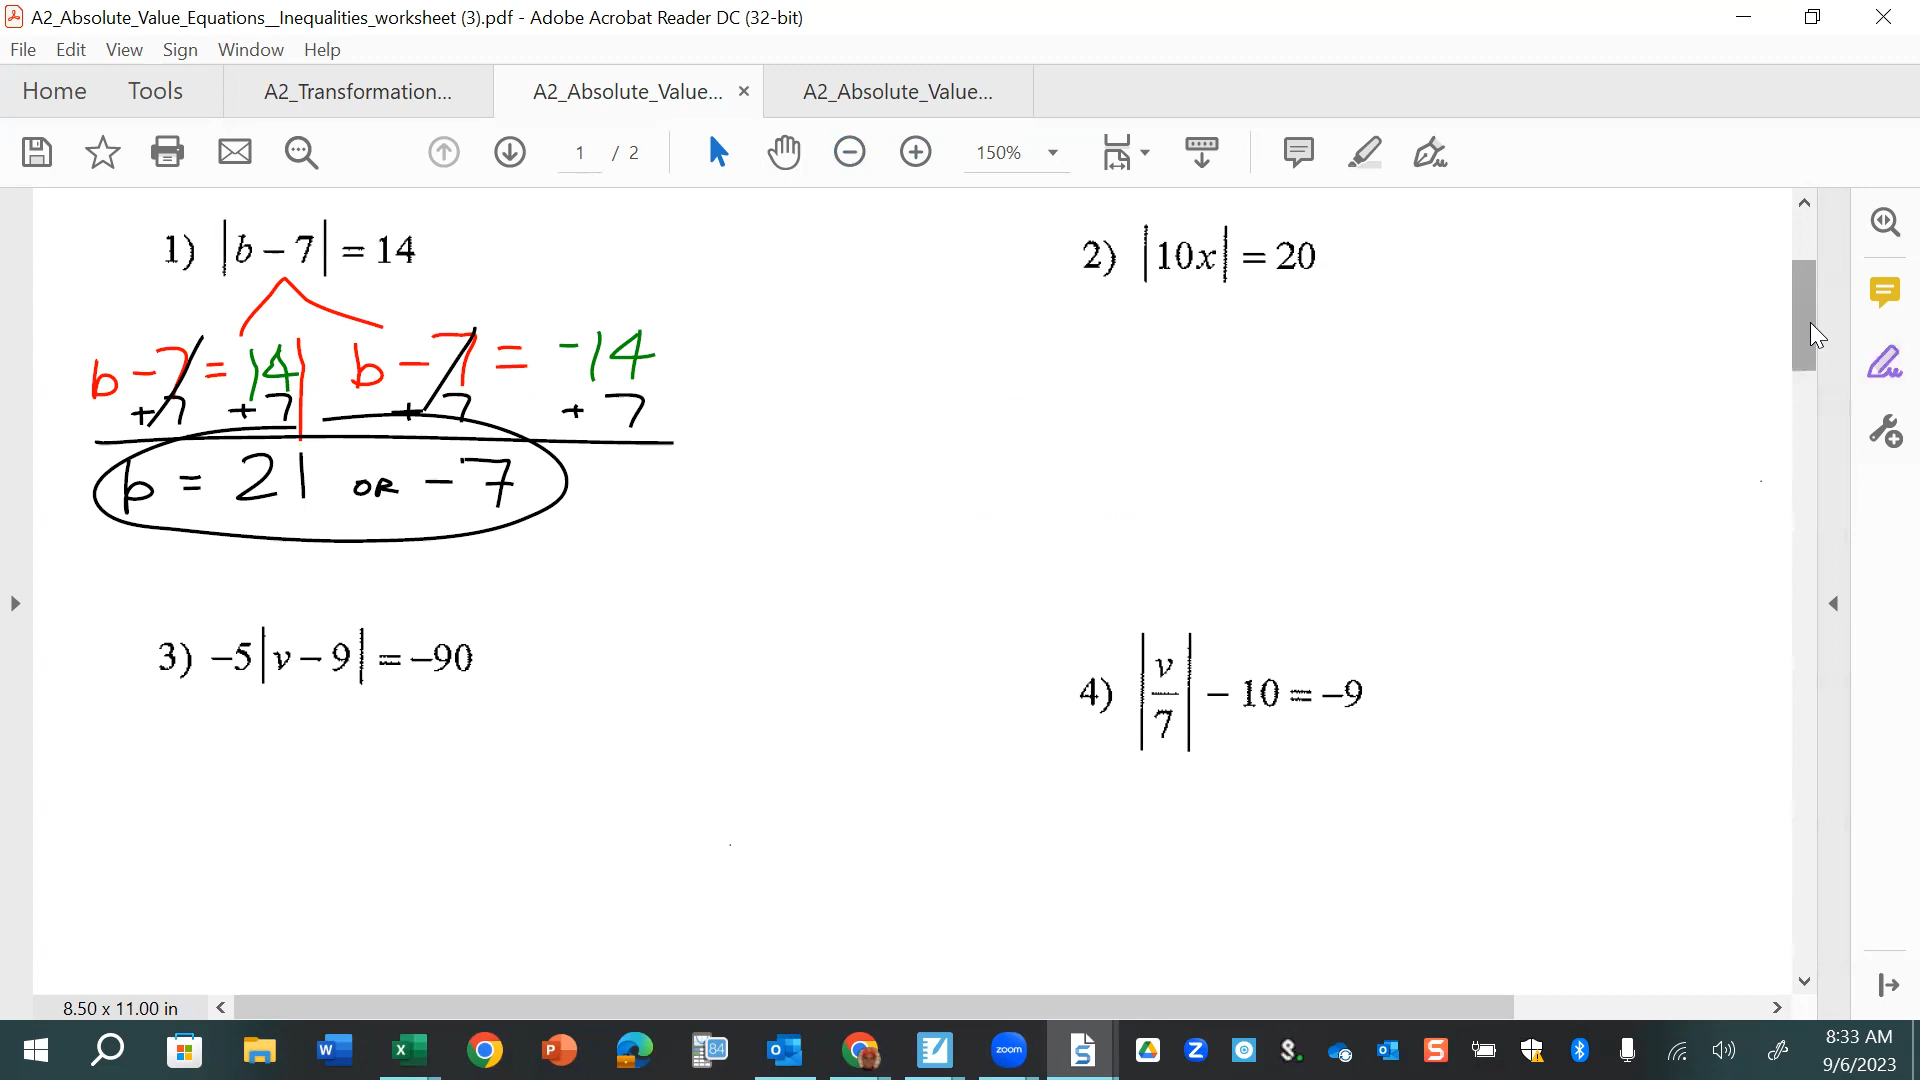 A2_Absolute_Value_Equations__Inequalities_worksheet (3).pdf - Adobe Acrobat Reader DC (32-bit)
File Edit View Sign Window Help
Home Tools A2_Transformation... A2_Absolute_Value... × A2_Absolute_Value...
1 / 2 150%
1) |b – 7| = 14
2) |10x| = 20
b - 7 = 14 | b - 7 = -14
+7 +7 +7 +7
b = 21 OR -7
3) –5|v – 9| = –90
4) |v/7| – 10 = –9
8.50 x 11.00 in
84
zoom
8:33 AM
9/6/2023